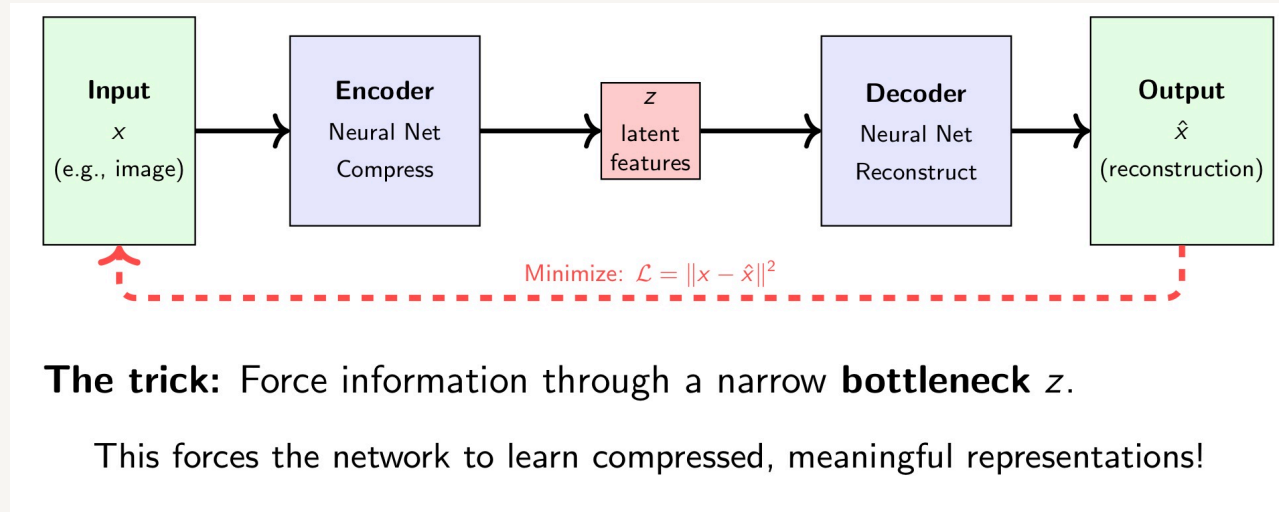 Input
x
(e.g., image)
Encoder
Neural Net
Compress
z
latent
features
Decoder
Neural Net
Reconstruct
Output
x̂
(reconstruction)
Minimize: ℒ = ‖x − x̂‖²
The trick: Force information through a narrow bottleneck z.
This forces the network to learn compressed, meaningful representations!